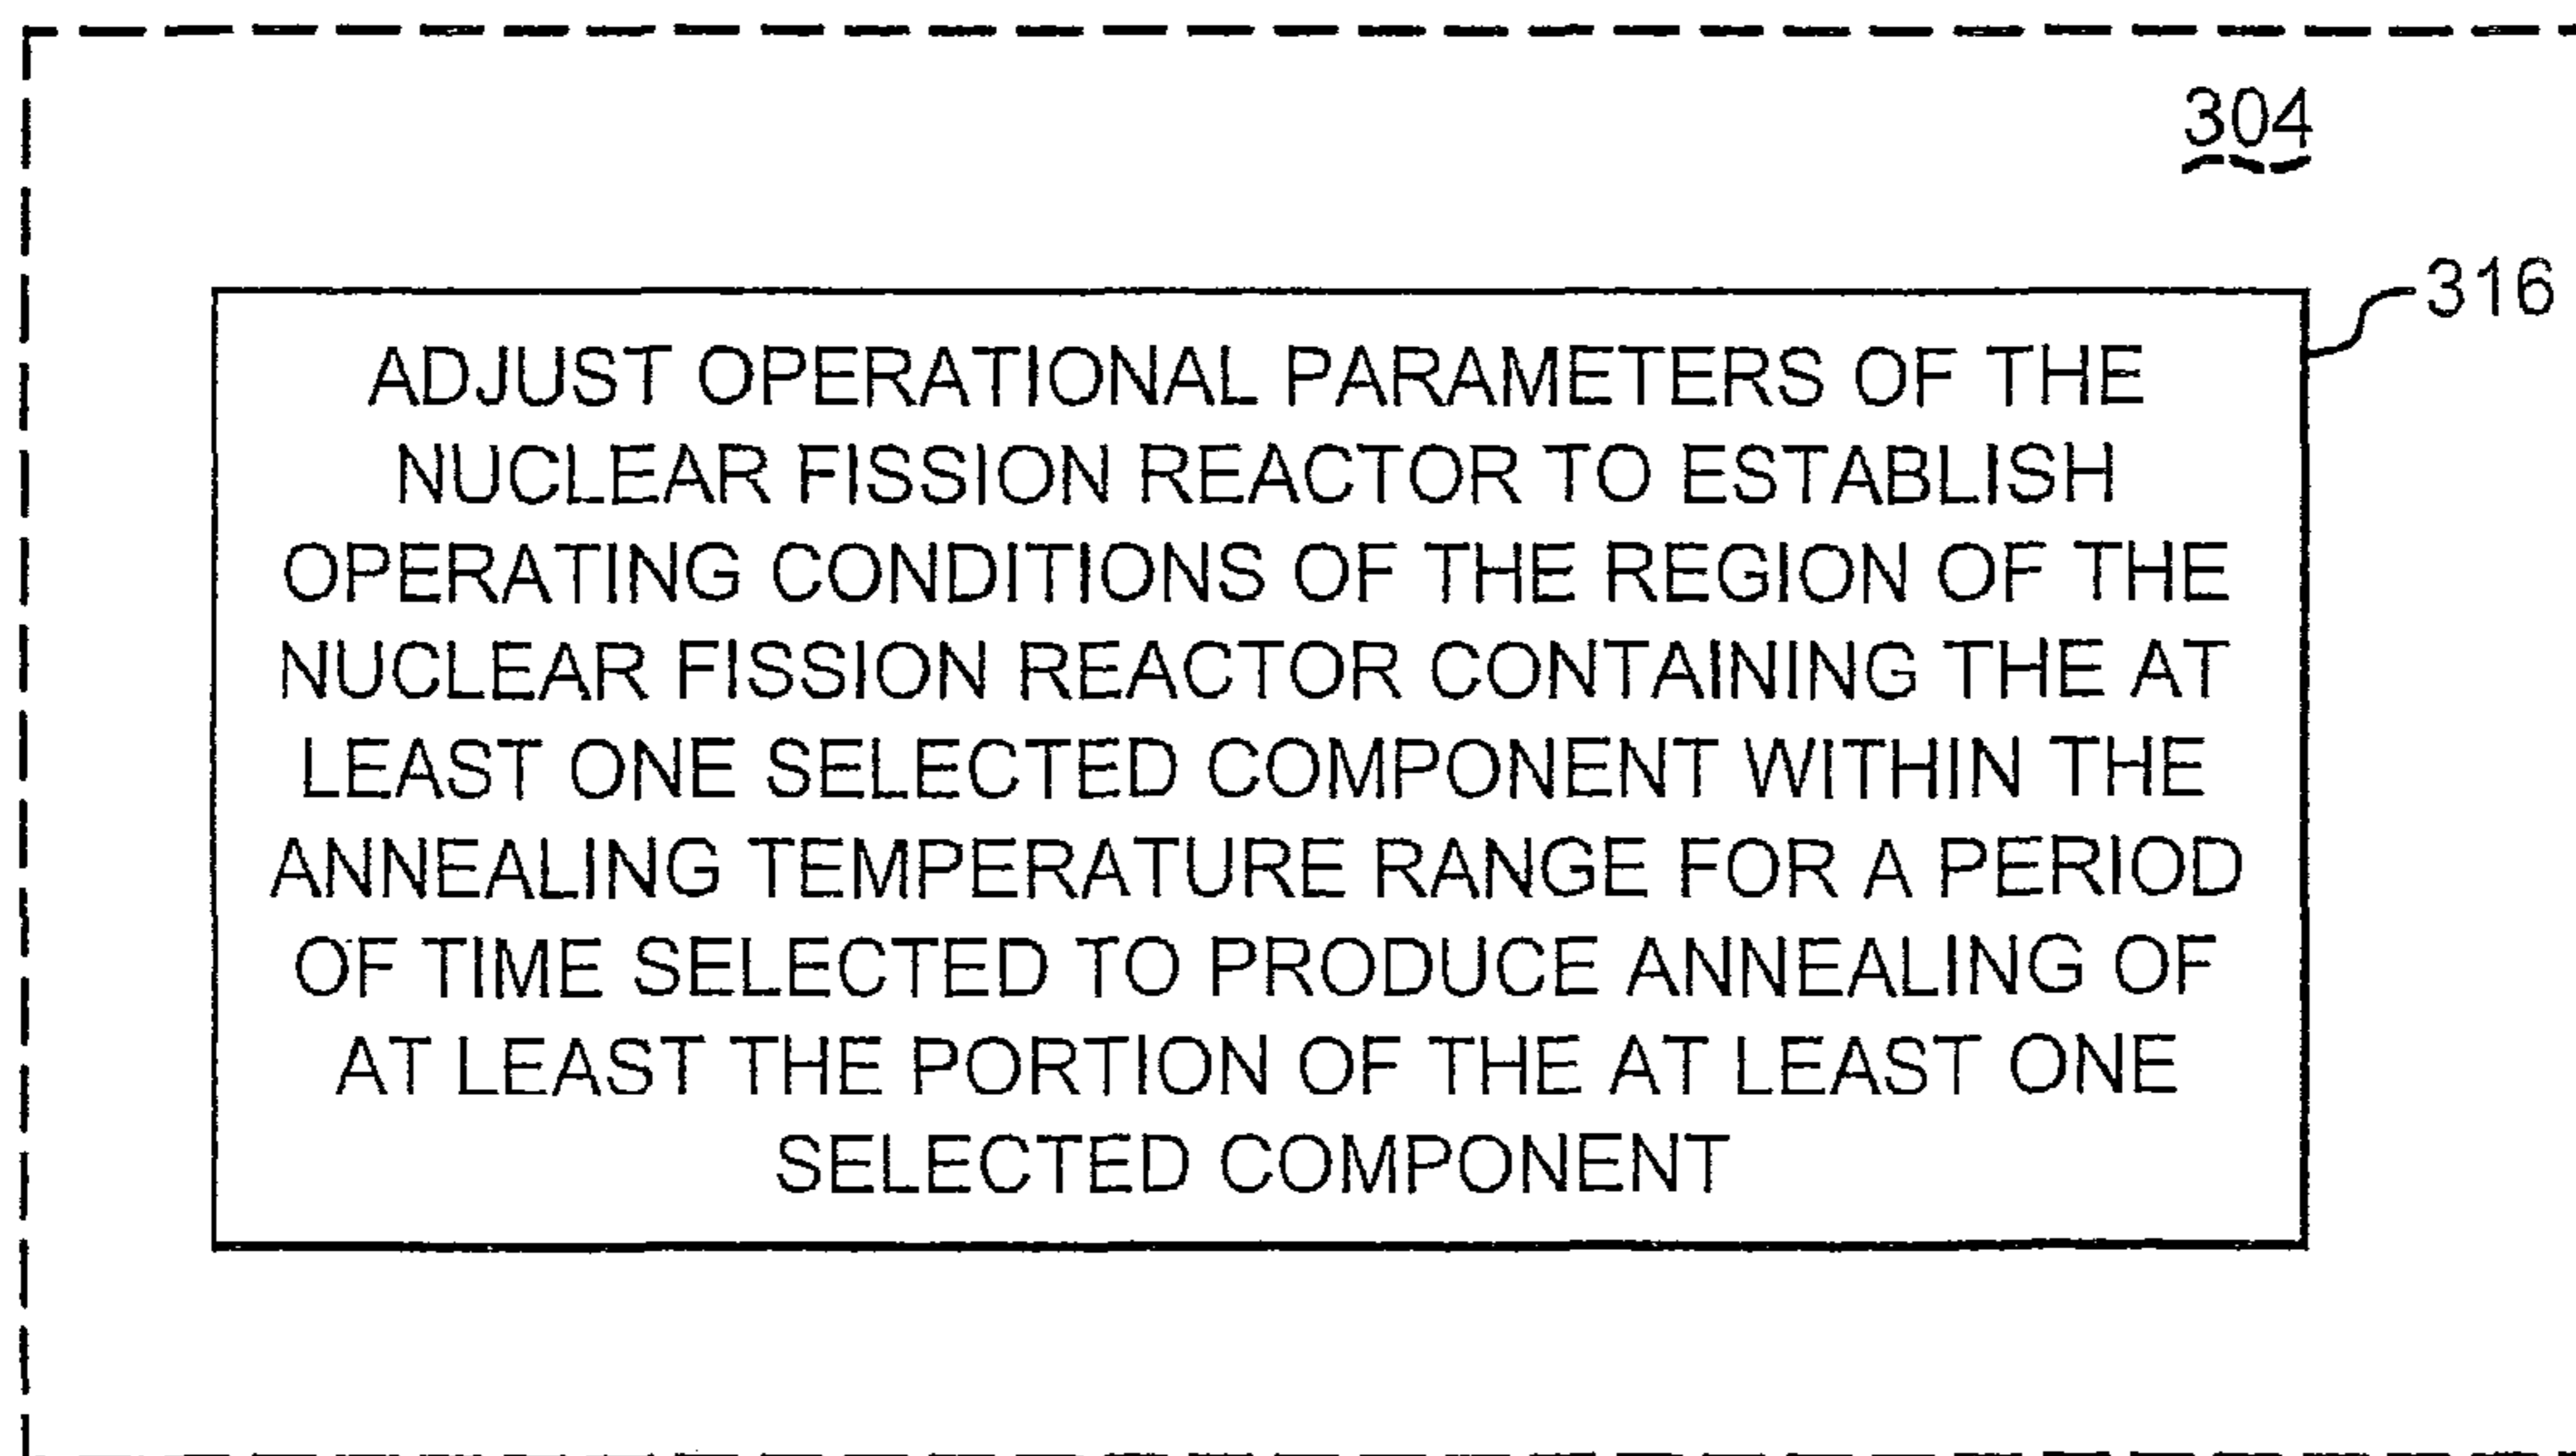 304
316
ADJUST OPERATIONAL PARAMETERS OF THE
NUCLEAR FISSION REACTOR TO ESTABLISH
OPERATING CONDITIONS OF THE REGION OF THE
NUCLEAR FISSION REACTOR CONTAINING THE AT
LEAST ONE SELECTED COMPONENT WITHIN THE
ANNEALING TEMPERATURE RANGE FOR A PERIOD
OF TIME SELECTED TO PRODUCE ANNEALING OF
AT LEAST THE PORTION OF THE AT LEAST ONE
SELECTED COMPONENT